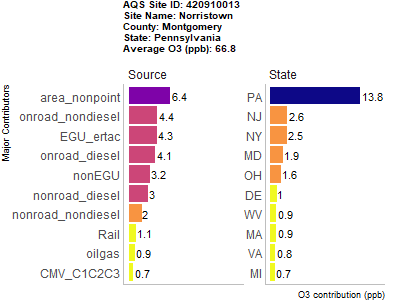 AQS Site ID: 420910013
Site Name: Norristown
County: Montgomery
State: Pennsylvania
Average O3 (ppb): 66.8
Major Contributors
Source
area_nonpoint 6.4
onroad_nondiesel 4.4
EGU_ertac 4.3
onroad_diesel 4.1
nonEGU 3.2
nonroad_diesel 3
nonroad_nondiesel 2
Rail 1.1
oilgas 0.9
CMV_C1C2C3 0.7
State
PA 13.8
NJ 2.6
NY 2.5
MD 1.9
OH 1.6
DE 1
WV 0.9
MA 0.9
VA 0.8
MI 0.7
O3 contribution (ppb)